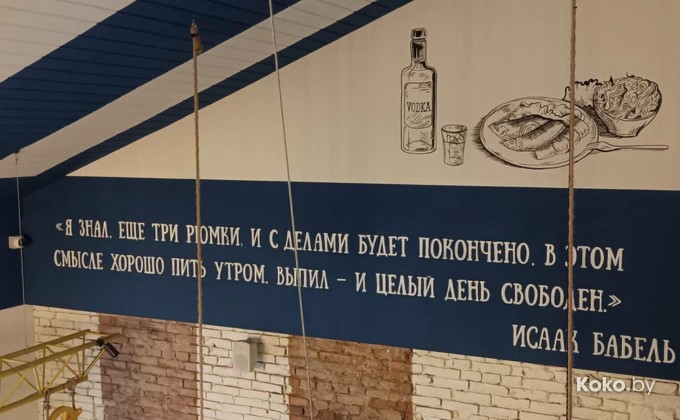 VODKA
«Я ЗНАЛ, ЕЩЕ ТРИ РЮМКИ, И С ДЕЛАМИ БУДЕТ ПОКОНЧЕНО. В ЭТОМ
СМЫСЛЕ ХОРОШО ПИТЬ УТРОМ. ВЫПИЛ – И ЦЕЛЫЙ ДЕНЬ СВОБОДЕН.»
ИСААК БАБЕЛЬ
Koko.by